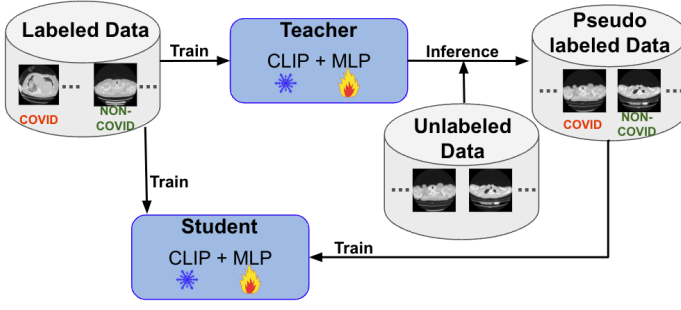 Labeled Data
COVID
NON-
COVID
Train
Teacher
CLIP + MLP
Inference
Pseudo
labeled Data
COVID
NON-
COVID
Unlabeled
Data
Train
Student
CLIP + MLP
Train